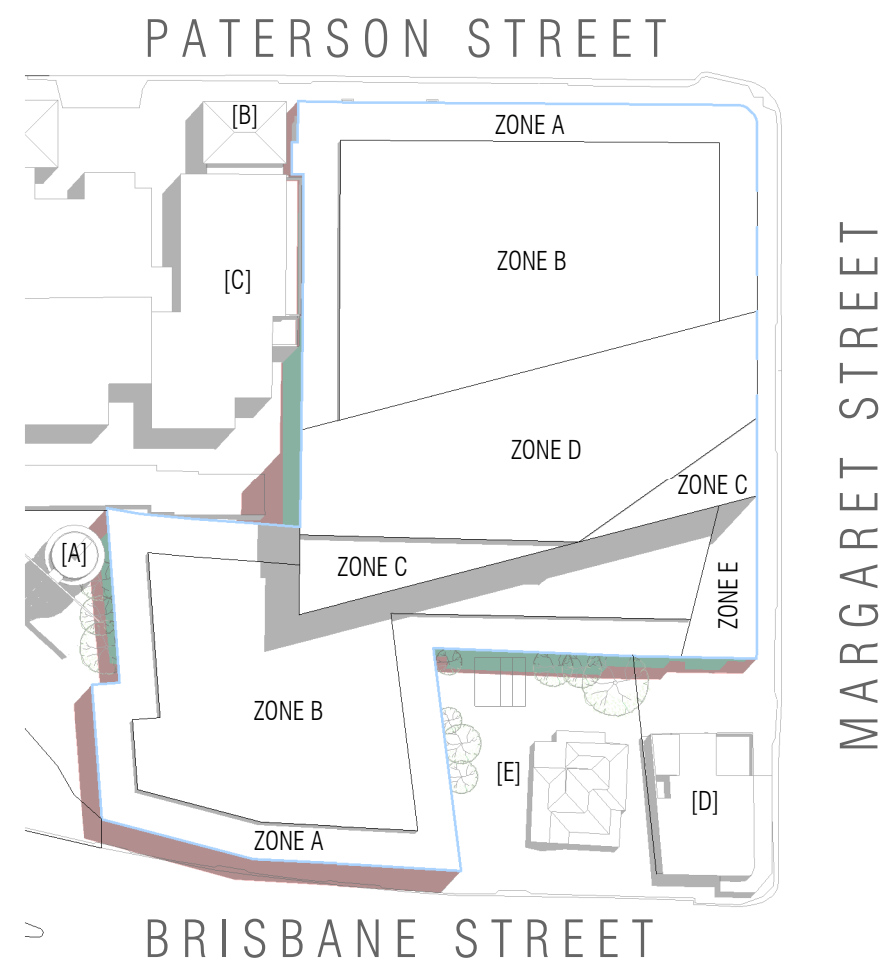 PATERSON STREET
[B]
ZONE A
ZONE B
[C]
MARGARET STREET
ZONE D
ZONE C
[A]
ZONE C
ZONE E
ZONE B
[E]
[D]
ZONE A
BRISBANE STREET